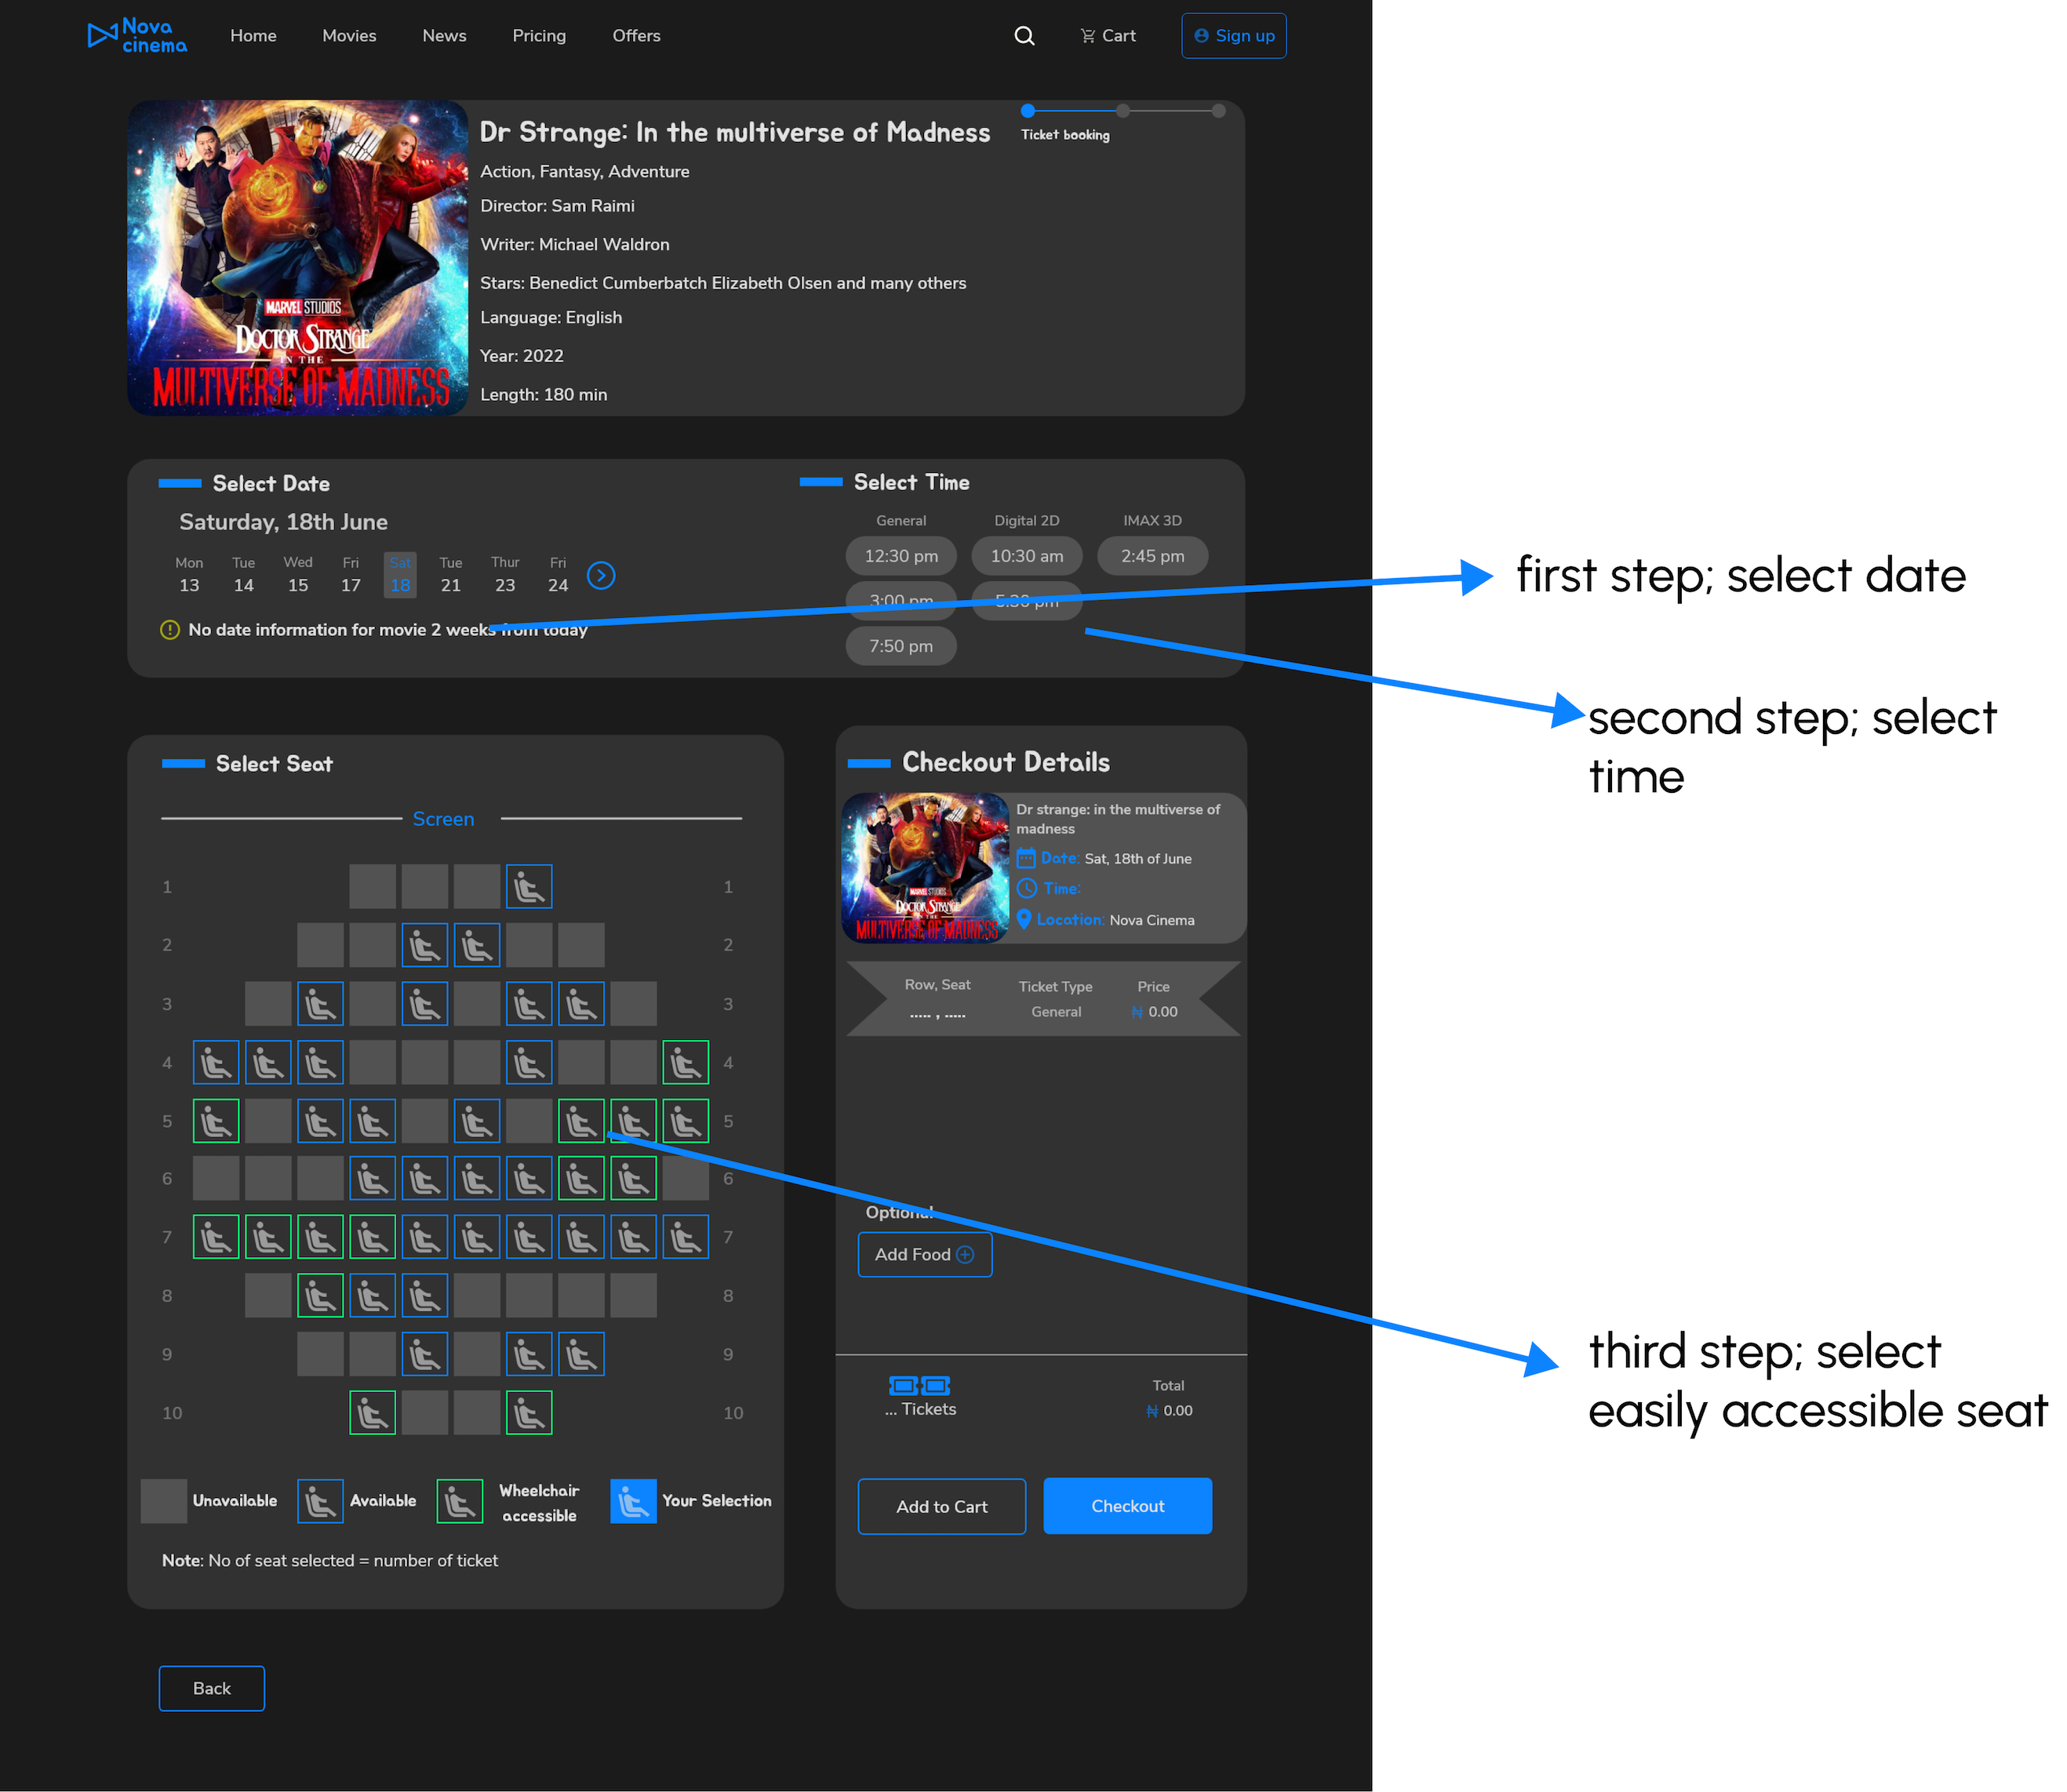 Nova
cinema
Home
Movies
News
Pricing
Offers
Cart
Sign up
Dr Strange: In the multiverse of Madness
Ticket booking
Action, Fantasy, Adventure
Director: Sam Raimi
Writer: Michael Waldron
Stars: Benedict Cumberbatch Elizabeth Olsen and many others
Language: English
Year: 2022
Length: 180 min
MARVEL STUDIOS
DOCTOR STRANGE
IN THE
MULTIVERSE OF MADNESS
Select Date
Saturday, 18th June
Mon Tue Wed Fri Sat Tue Thur Fri
13 14 15 17 18 21 23 24
No date information for movie 2 weeks from today
Select Time
General Digital 2D IMAX 3D
12:30 pm 10:30 am 2:45 pm
3:00 pm 5:30 pm
7:50 pm
first step; select date
second step; select
time
Select Seat
Screen
1 1
2 2
3 3
4 4
5 5
6 6
7 7
8 8
9 9
10 10
Unavailable
Available
Wheelchair
accessible
Your Selection
Note: No of seat selected = number of ticket
Checkout Details
MARVEL STUDIOS
DOCTOR STRANGE
IN THE
MULTIVERSE OF MADNESS
Dr strange: in the multiverse of
madness
Date: Sat, 18th of June
Time:
Location: Nova Cinema
Row, Seat Ticket Type Price
..... , ..... General ₦ 0.00
Optional
Add Food
... Tickets
Total
₦ 0.00
Add to Cart
Checkout
third step; select
easily accessible seat
Back